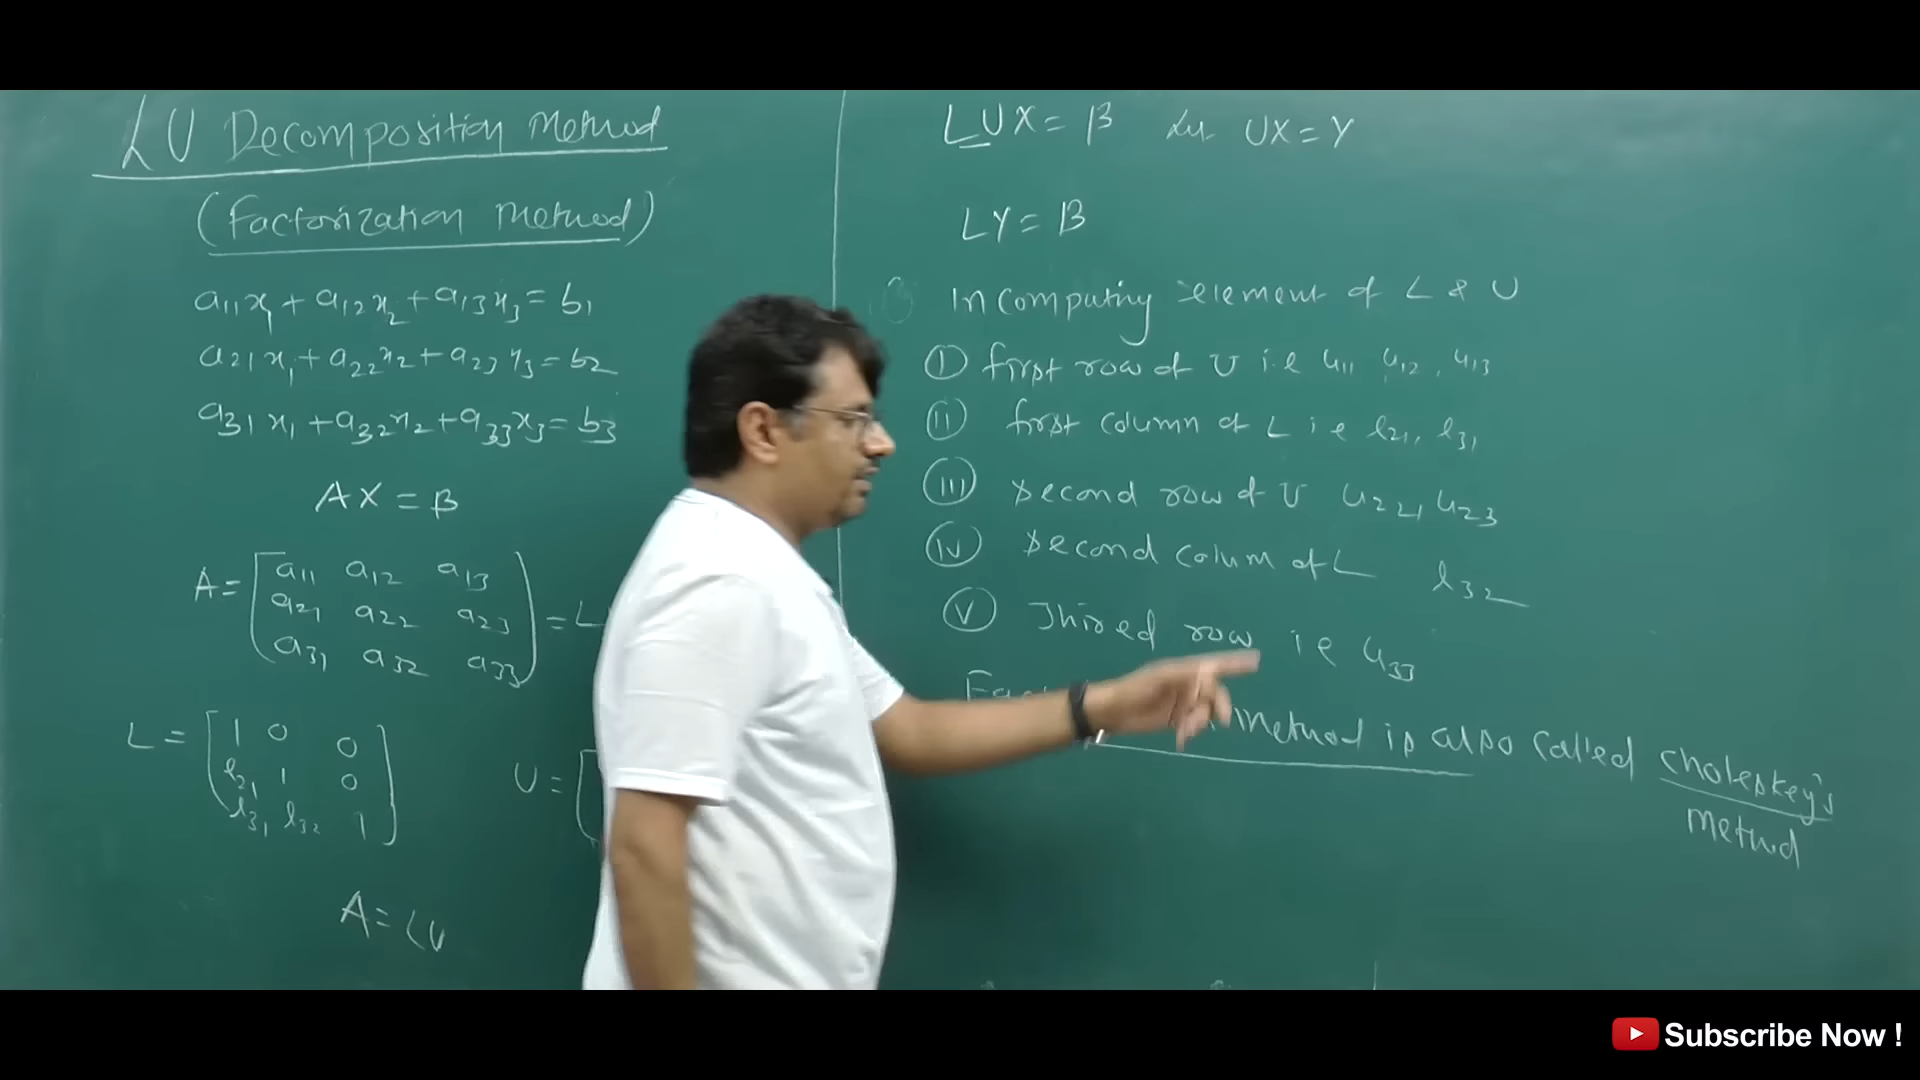 LU Decomposition Method
(Factorization Method)
a11x1 + a12x2 + a13x3 = b1
a21x1 + a22x2 + a23x3 = b2
a31x1 + a32x2 + a33x3 = b3
AX = B
A = [a11 a12 a13
a21 a22 a23
a31 a32 a33] = L
L = [1 0 0
l21 1 0
l31 l32 1]
U = [
A = LU
LUX = B Let UX = Y
LY = B
In computing element of L & U
(I) first row of U i.e u11 u12, u13
(II) first column of L i e l21, l31
(III) second row of U u22, u23
(IV) second colum of L l32
(V) Thired row i e u33
method is also called choleskey's
method
Subscribe Now !